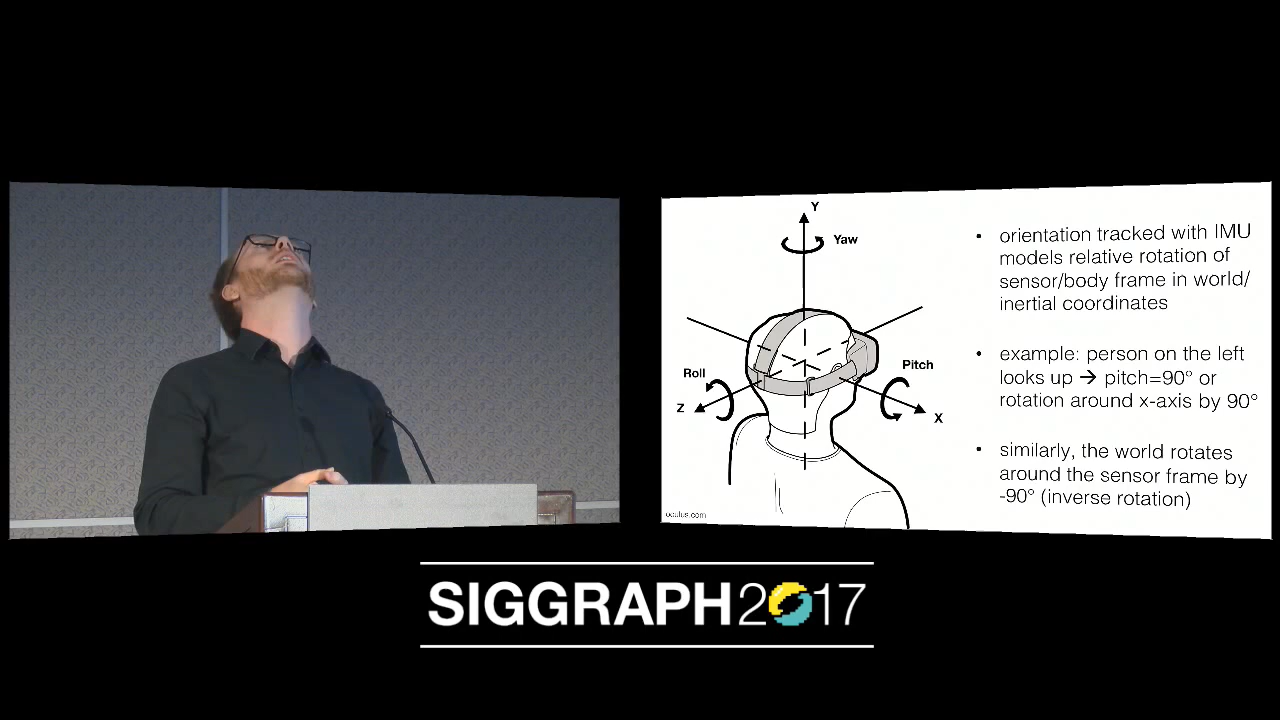 Y
Yaw
Roll
Pitch
Z
X
oculus.com
• orientation tracked with IMU
models relative rotation of
sensor/body frame in world/
inertial coordinates
• example: person on the left
looks up → pitch=90° or
rotation around x-axis by 90°
• similarly, the world rotates
around the sensor frame by
-90° (inverse rotation)
SIGGRAPH2017